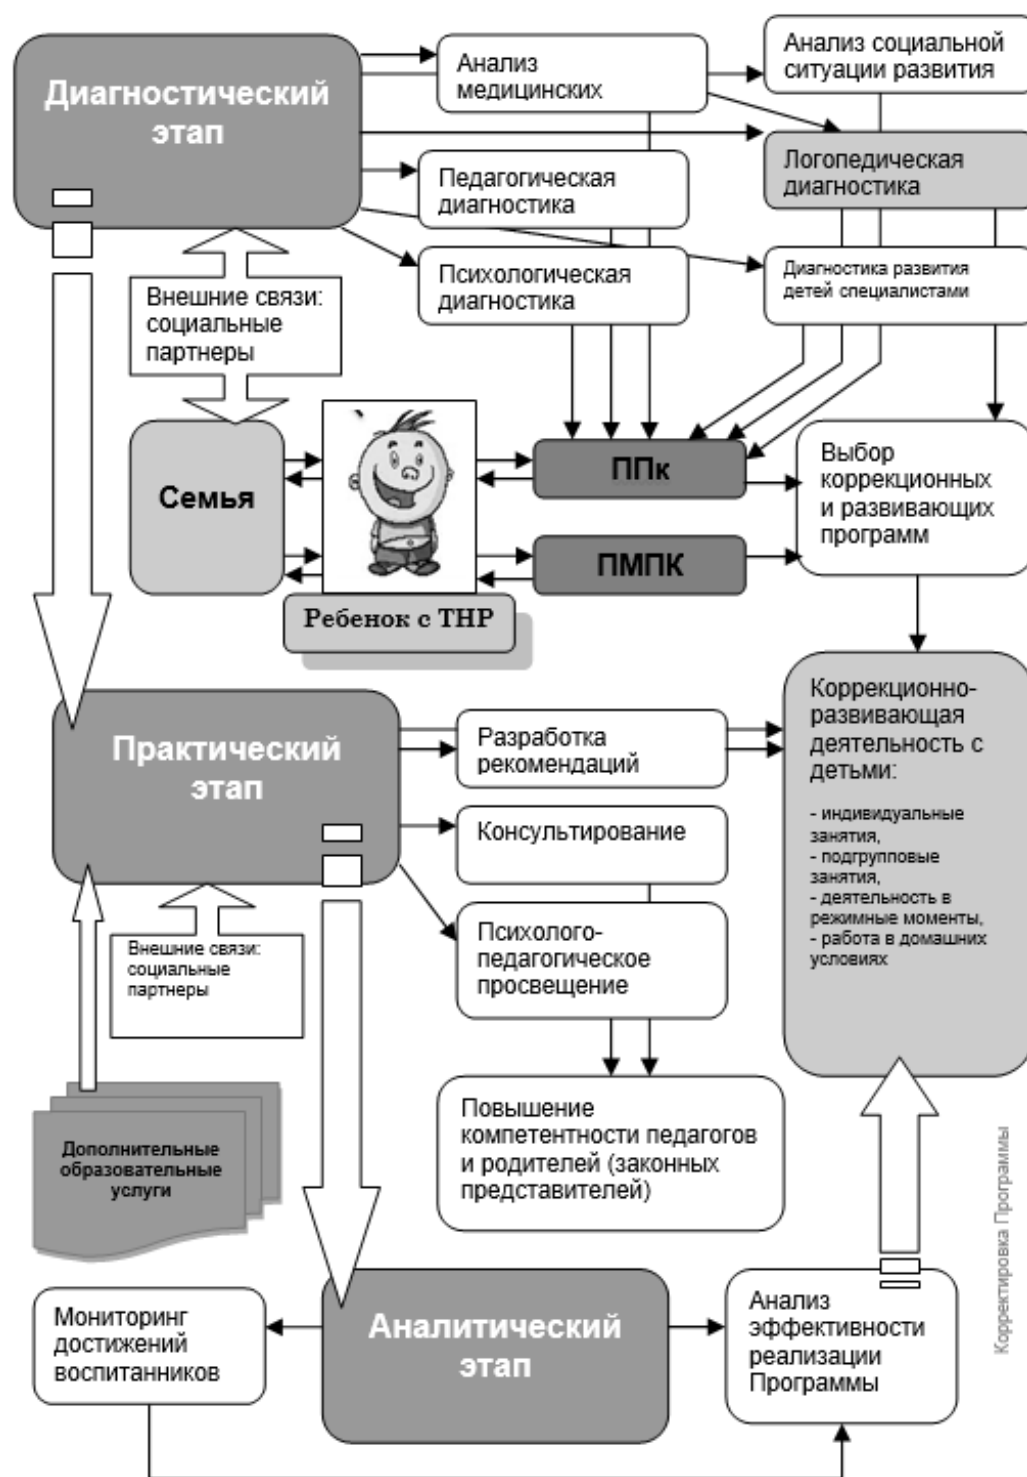 Диагностический
этап
Анализ
медицинских
Анализ социальной
ситуации развития
Логопедическая
диагностика
Педагогическая
диагностика
Психологическая
диагностика
Диагностика развития
детей специалистами
Внешние связи:
социальные
партнеры
Семья
ППк
ПМПК
Выбор
коррекционных
и развивающих
программ
Ребенок с ТНР
Практический
этап
Разработка
рекомендаций
Консультирование
Психолого-
педагогическое
просвещение
Коррекционно-
развивающая
деятельность с
детьми:
- индивидуальные
занятия,
- подгрупповые
занятия,
- деятельность в
режимные моменты,
- работа в домашних
условиях
Внешние связи:
социальные
партнеры
Дополнительные
образовательные
услуги
Повышение
компетентности педагогов
и родителей (законных
представителей)
Корректировка Программы
Мониторинг
достижений
воспитанников
Аналитический
этап
Анализ
эффективности
реализации
Программы